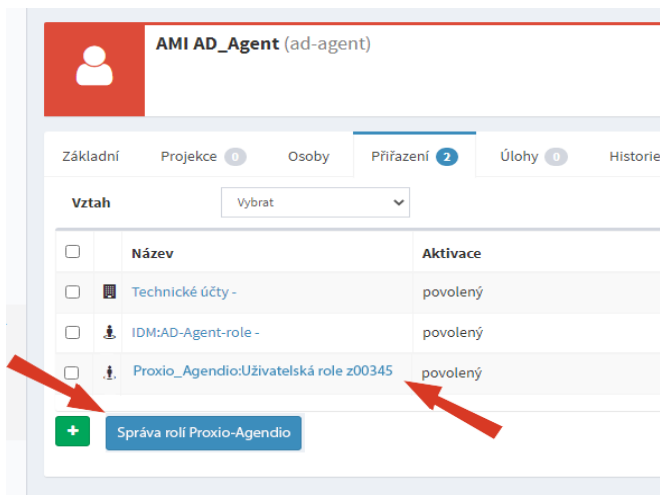 AMI AD_Agent (ad-agent)
Základní Projekce 0 Osoby Přiřazení 2 Úlohy 0 Historie
Vztah Vybrat
Název Aktivace
Technické účty - povolený
IDM:AD-Agent-role - povolený
Proxio_Agendio:Uživatelská role z00345 povolený
+ Správa rolí Proxio-Agendio